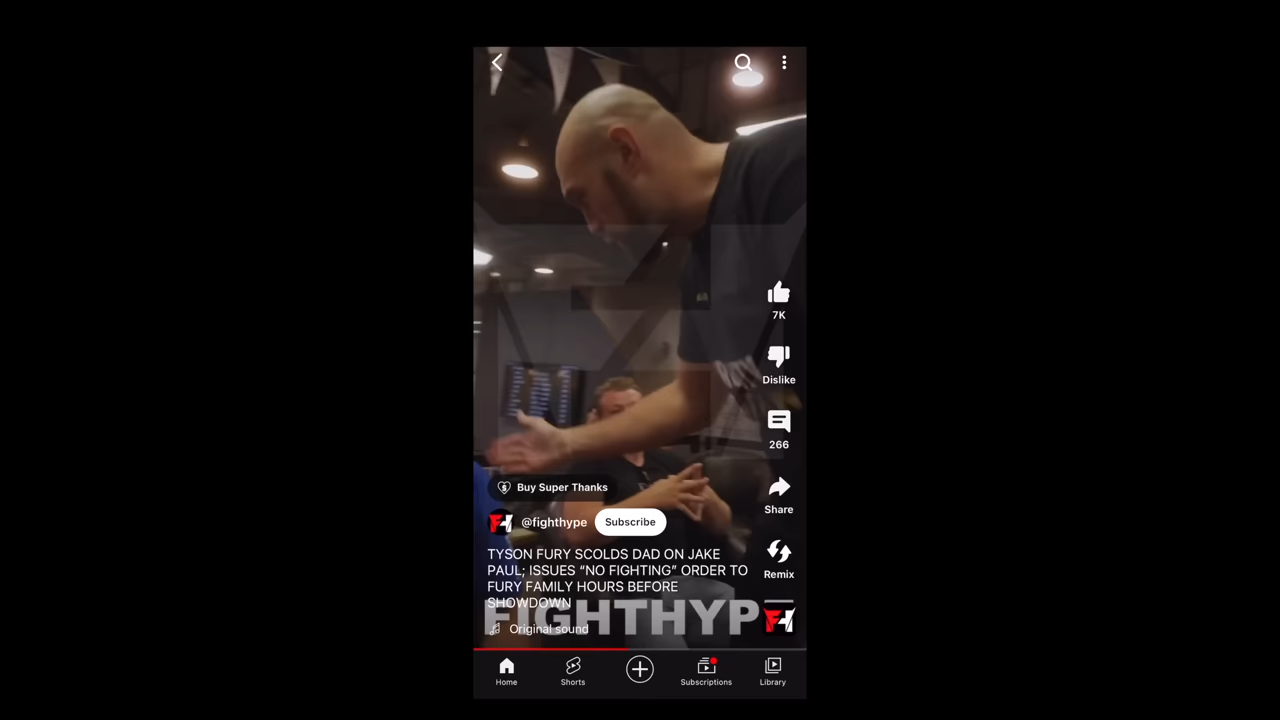 7K
Dislike
266
Buy Super Thanks
Share
@fighthype
Subscribe
TYSON FURY SCOLDS DAD ON JAKE
PAUL; ISSUES “NO FIGHTING” ORDER TO
FURY FAMILY HOURS BEFORE
SHOWDOWN
Remix
FIGHTHYP
Original sound
Home
Shorts
Subscriptions
Library